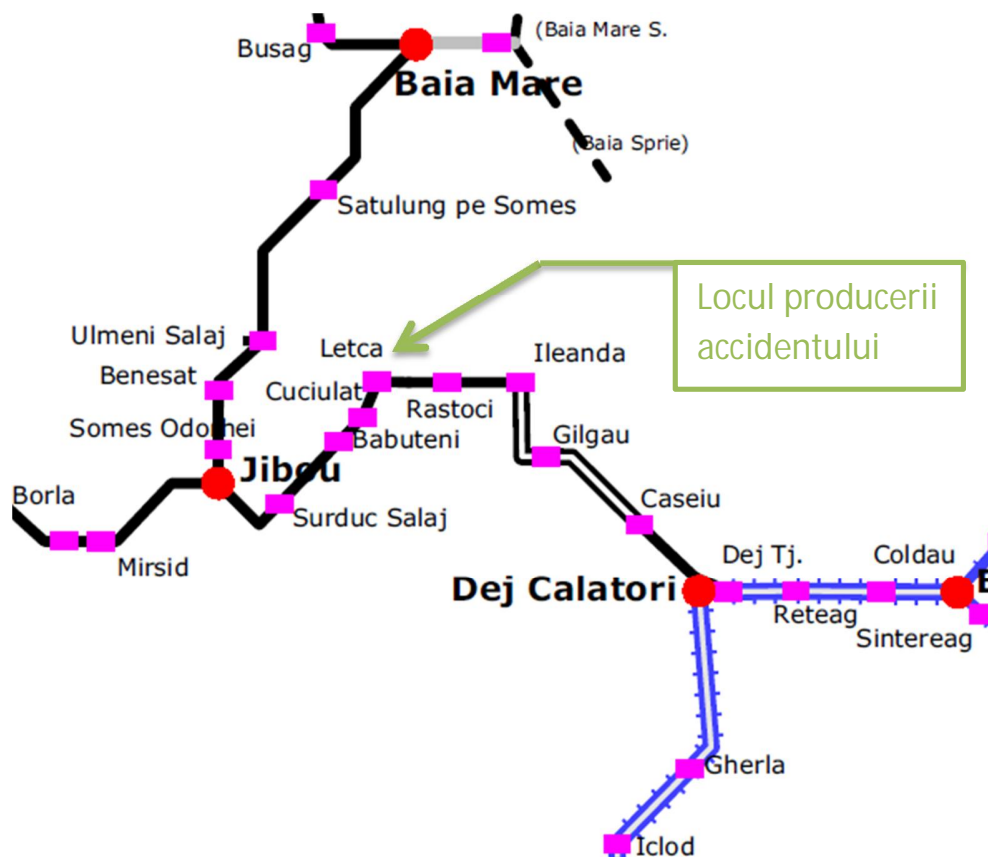 Busag
(Baia Mare S.
Baia Mare
(Baia Sprie)
Satulung pe Somes
Locul producerii
accidentului
Ulmeni Salaj
Letca
Ileanda
Benesat
Cuciulat
Rastoci
Somes Odorhei
Babuteni
Gilgau
Jibou
Borla
Surduc Salaj
Caseiu
Mirsid
Dej Tj.
Coldau
Dej Calatori
Reteag
Sintereag
Gherla
Iclod